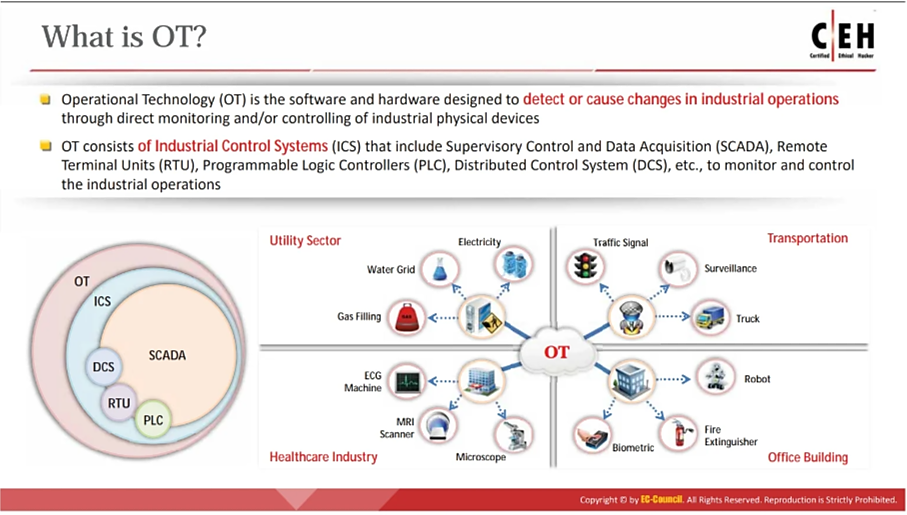 What is OT?
C|EH
Certified Ethical Hacker
Operational Technology (OT) is the software and hardware designed to detect or cause changes in industrial operations
through direct monitoring and/or controlling of industrial physical devices
OT consists of Industrial Control Systems (ICS) that include Supervisory Control and Data Acquisition (SCADA), Remote
Terminal Units (RTU), Programmable Logic Controllers (PLC), Distributed Control System (DCS), etc., to monitor and control
the industrial operations
OT
ICS
SCADA
DCS
RTU
PLC
Utility Sector
Electricity
Water Grid
Gas Filling
GAS
Transportation
Traffic Signal
Surveillance
Truck
OT
ECG
Machine
MRI
Scanner
Microscope
Healthcare Industry
Robot
Fire
Extinguisher
Biometric
Office Building
Copyright © by EC-Council. All Rights Reserved. Reproduction is Strictly Prohibited.